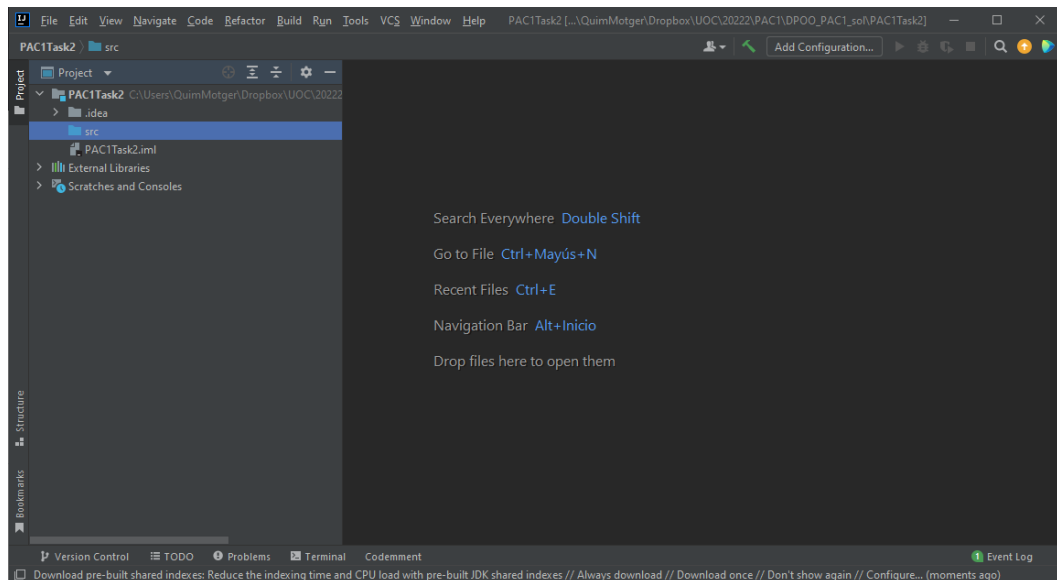 File Edit View Navigate Code Refactor Build Run Tools VCS Window Help PAC1Task2 [...\QuimMotger\Dropbox\UOC\20222\PAC1\DPOO_PAC1_sol\PAC1Task2]
PAC1Task2 src Add Configuration...
Project
Project
PAC1Task2 C:\Users\QuimMotger\Dropbox\UOC\20222
.idea
src
PAC1Task2.iml
External Libraries
Scratches and Consoles
Search Everywhere Double Shift
Go to File Ctrl+Mayús+N
Recent Files Ctrl+E
Navigation Bar Alt+Inicio
Drop files here to open them
Structure
Bookmarks
Version Control TODO Problems Terminal Codemment 1 Event Log
Download pre-built shared indexes: Reduce the indexing time and CPU load with pre-built JDK shared indexes // Always download // Download once // Don't show again // Configure... (moments ago)